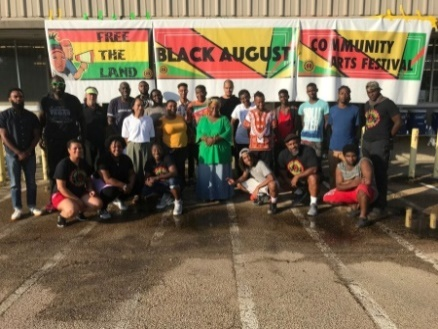 FREE
THE
LAND
BLACK AUGUST
COMMUNITY
ARTS FESTIVAL